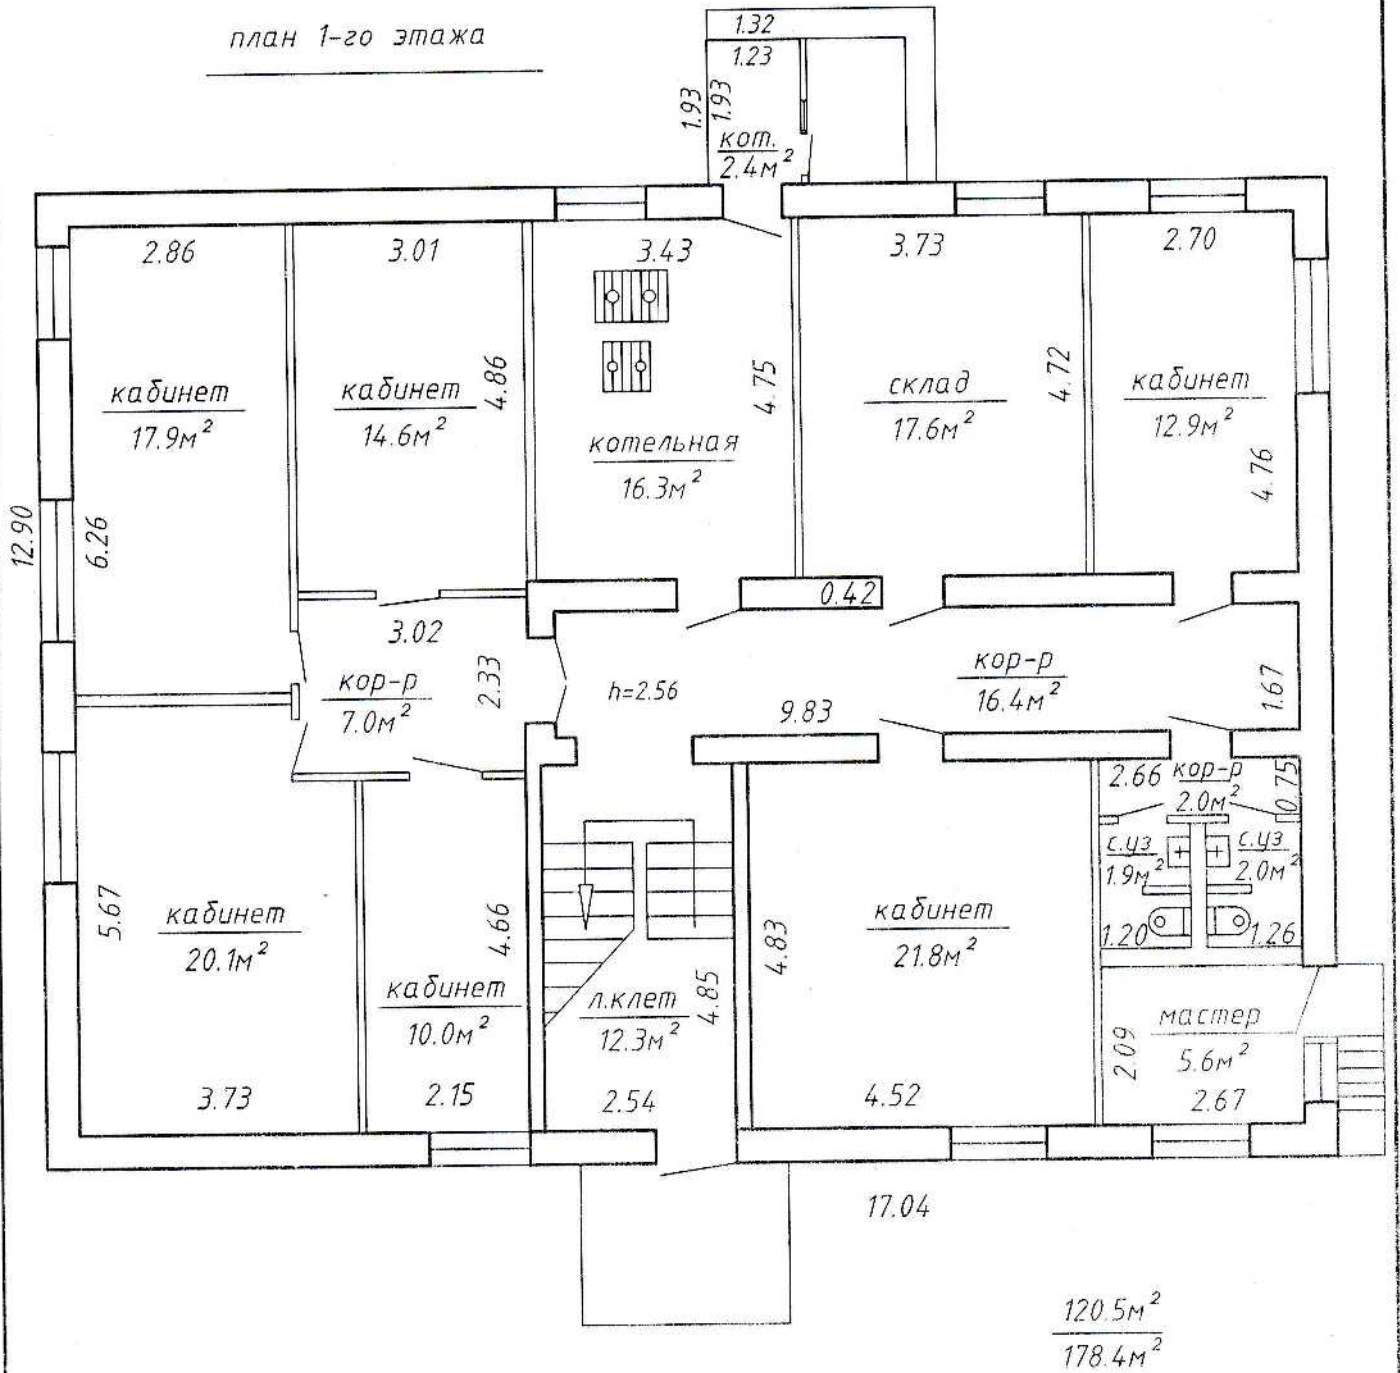 план 1-го этажа
1.32
1.23
1.93
1.93
кот.
2.4м²
2.86
3.01
3.43
3.73
2.70
кабинет
17.9м²
кабинет
14.6м²
4.86
котельная
16.3м²
4.75
склад
17.6м²
4.72
кабинет
12.9м²
4.76
12.90
6.26
3.02
0.42
кор-р
7.0м²
2.33
h=2.56
9.83
кор-р
16.4м²
1.67
2.66
кор-р
2.0м²
0.75
с.уз
1.9м²
с.уз
2.0м²
1.20
1.26
5.67
кабинет
20.1м²
4.66
кабинет
10.0м²
л.клет
12.3м²
4.85
4.83
кабинет
21.8м²
мастер
5.6м²
2.09
3.73
2.15
2.54
4.52
2.67
17.04
120.5м²
178.4м²